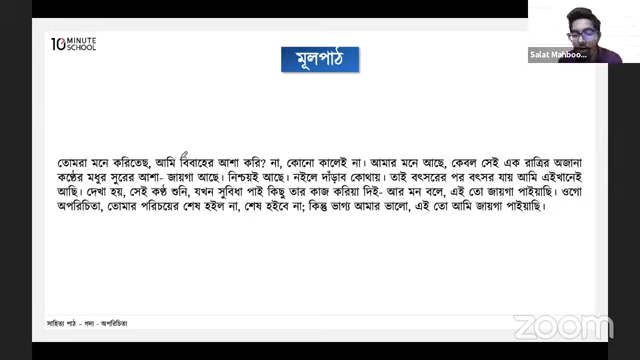 10 MINUTE SCHOOL
Salat Mahboo...
মূলপাঠ
তোমরা মনে করিতেছ, আমি বিবাহের আশা করি? না, কোনো কালেই না। আমার মনে আছে, কেবল সেই এক রাত্রির অজানা
কণ্ঠের মধুর সুরের আশা- জায়গা আছে। নিশ্চয়ই আছে। নইলে দাঁড়াব কোথায়। তাই বৎসরের পর বৎসর যায় আমি এইখানেই
আছি। দেখা হয়, সেই কণ্ঠ শুনি, যখন সুবিধা পাই কিছু তার কাজ করিয়া দিই- আর মন বলে, এই তো জায়গা পাইয়াছি। ওগো
অপরিচিতা, তোমার পরিচয়ের শেষ হইল না, শেষ হইবে না; কিন্তু ভাগ্য আমার ভালো, এই তো আমি জায়গা পাইয়াছি।
সাহিত্য পাঠ – গদ্য - অপরিচিতা
zoom